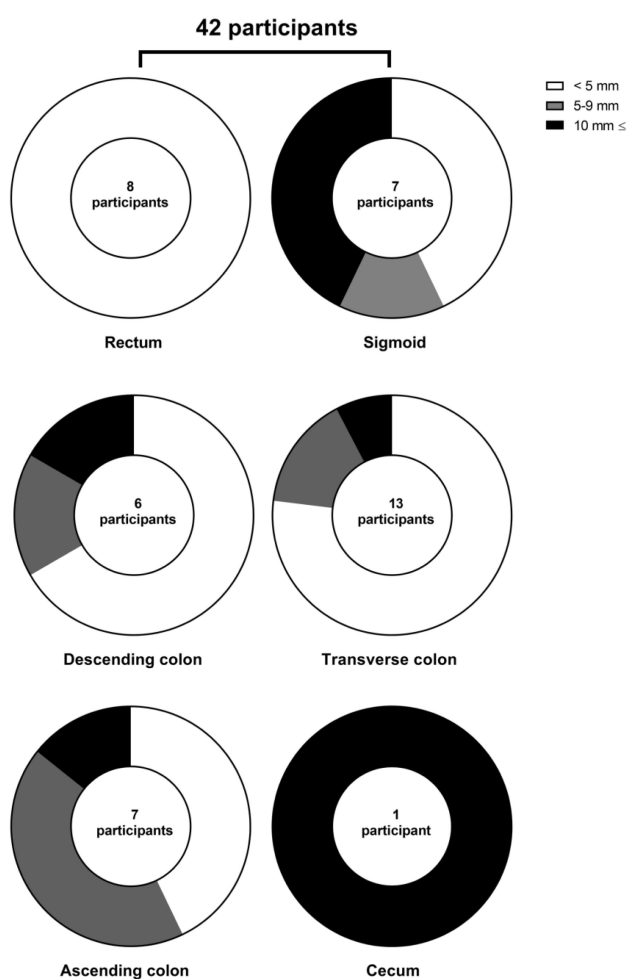 42 participants
< 5 mm
5-9 mm
10 mm ≤
8
participants
7
participants
Rectum
Sigmoid
6
participants
13
participants
Descending colon
Transverse colon
7
participants
1
participant
Ascending colon
Cecum